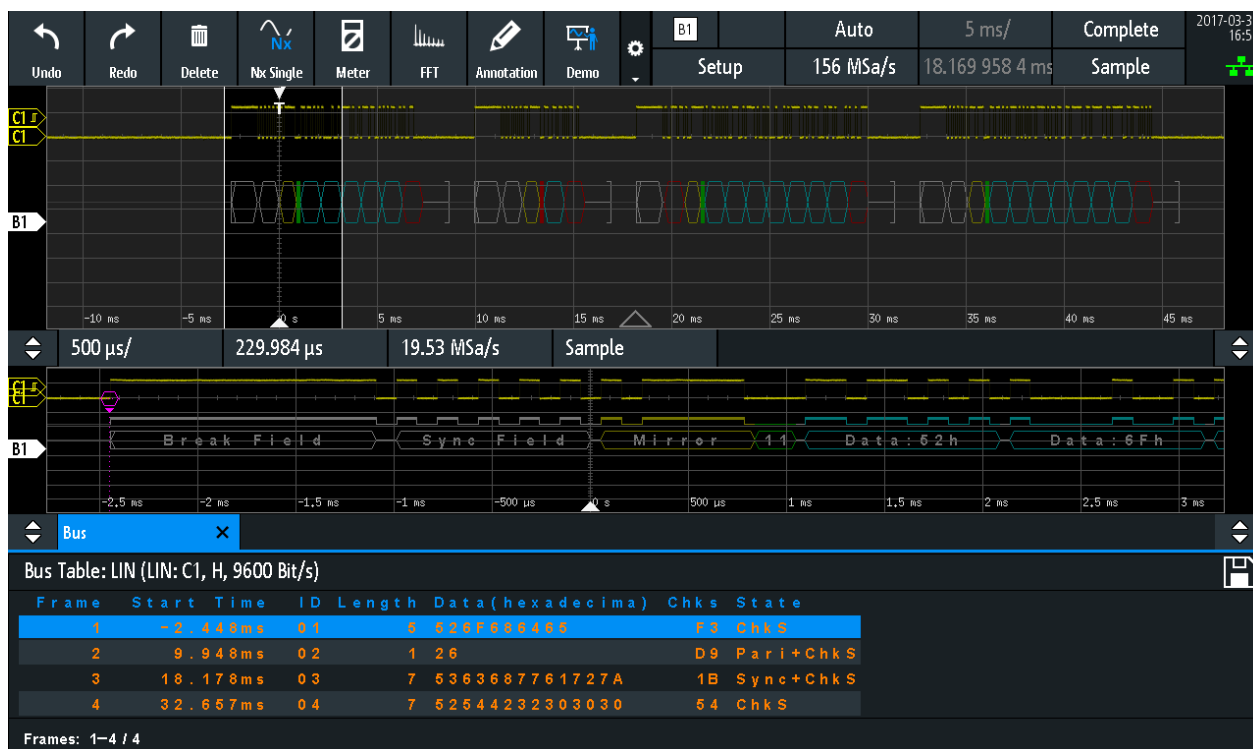 B1 Auto 5 ms/ Complete 2017-03-3
16:5
Undo Redo Delete Nx Single Meter FFT Annotation Demo Setup 156 MSa/s 18.169 958 4 ms Sample
Nx
T
C1
C1
B1
-10 ms -5 ms 0 s 5 ms 10 ms 15 ms 20 ms 25 ms 30 ms 35 ms 40 ms 45 ms
500 µs/ 229.984 µs 19.53 MSa/s Sample
C1
C1
B1 Break Field Sync Field Mirror 11 Data:52h Data:6Fh
-2.5 ms -2 ms -1.5 ms -1 ms -500 µs 0 s 500 µs 1 ms 1.5 ms 2 ms 2.5 ms 3 ms
Bus
Bus Table: LIN (LIN: C1, H, 9600 Bit/s)
Frame Start Time ID Length Data(hexadecima) Chks State
1 -2.448ms 01 5 526F686465 F3 ChkS
2 9.948ms 02 1 26 D9 Pari+ChkS
3 18.178ms 03 7 5363687761727A 1B Sync+ChkS
4 32.657ms 04 7 52544232303030 54 ChkS
Frames: 1-4 / 4